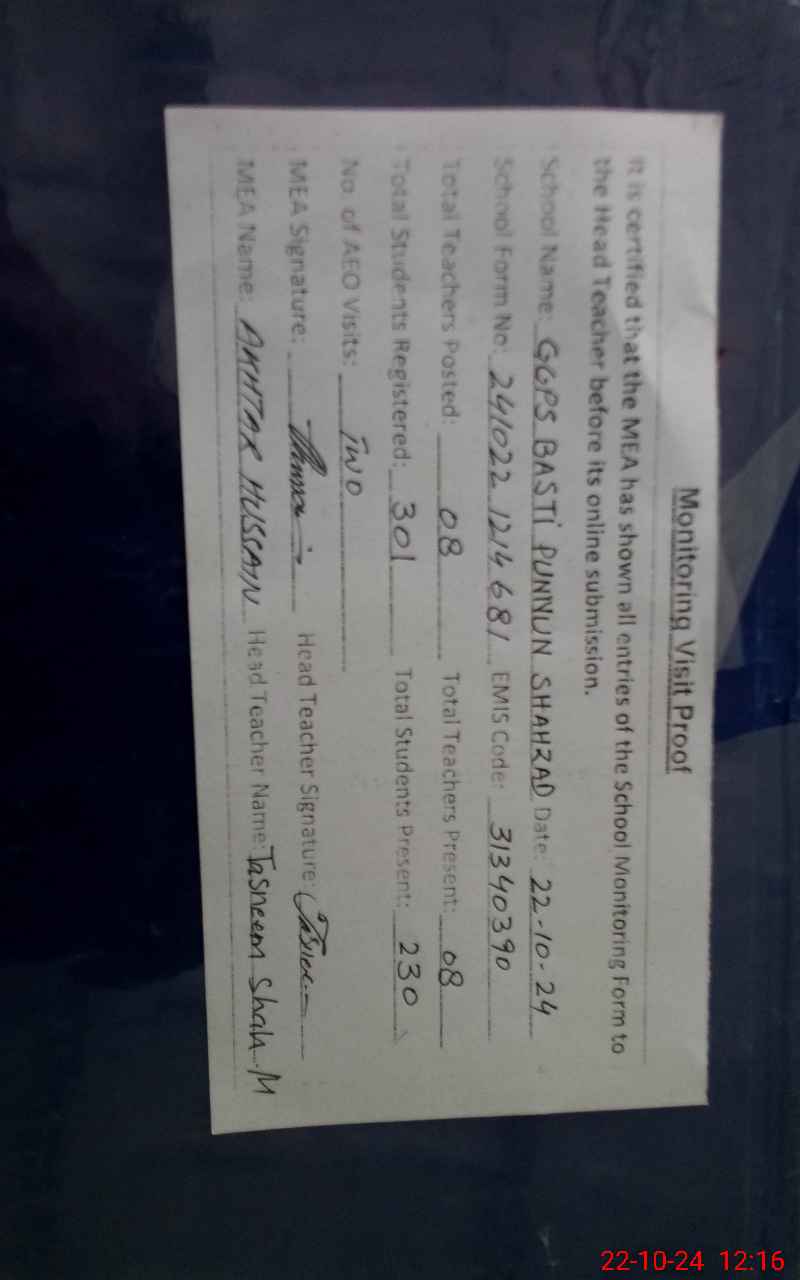 Monitoring Visit Proof
It is certified that the MEA has shown all entries of the School Monitoring Form to
the Head Teacher before its online submission.
School Name: GGPS BASTI PUNNUN SHAHZAD Date: 22-10-24
School Form No: 241022 1214 681 EMIS Code: 31340390
Total Teachers Posted: 08 Total Teachers Present: 08
Total Students Registered: 301 Total Students Present: 230
No. of AEO Visits: Two
MEA Signature: Head Teacher Signature:
MEA Name: AKHTAR HUSSAIN Head Teacher Name: Tasneem Shah. M
22-10-24 12:16